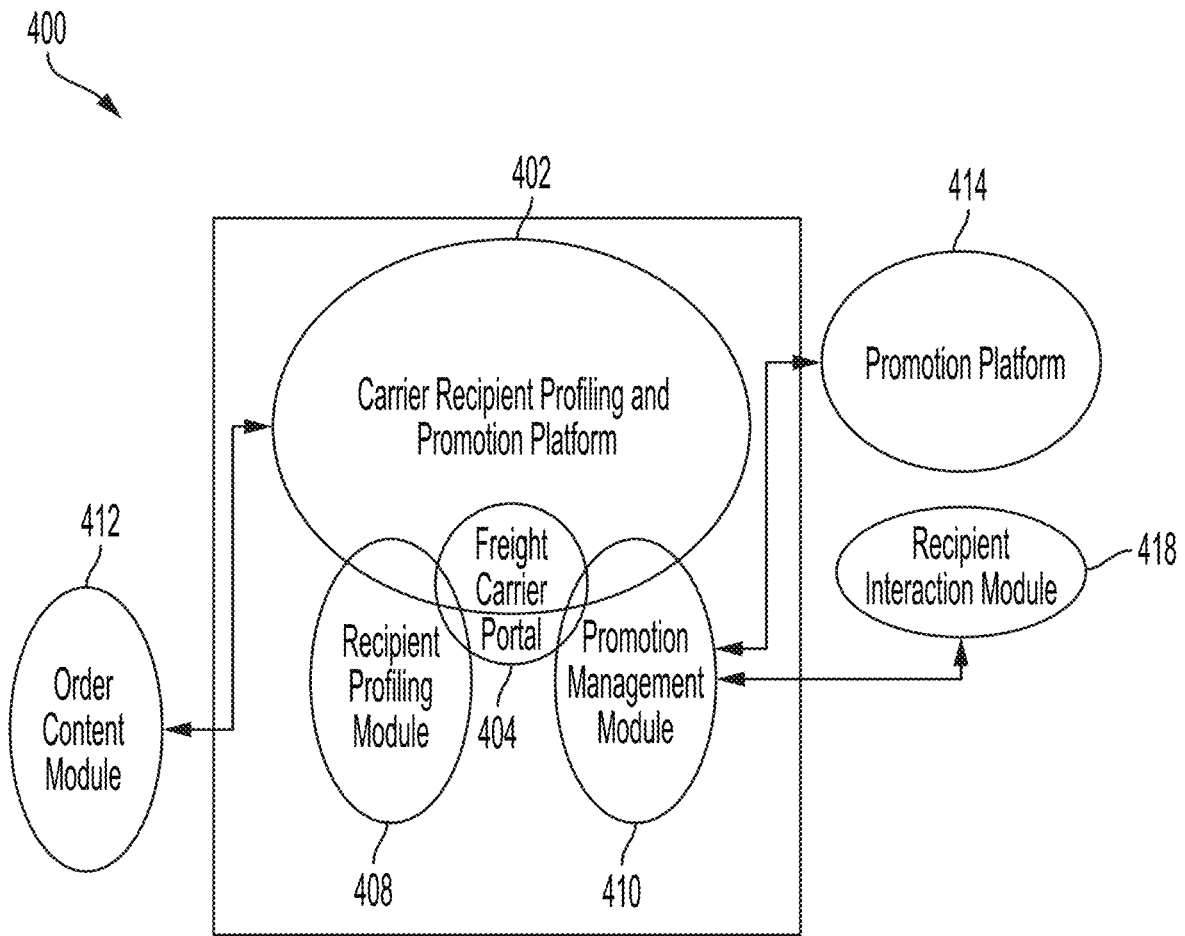 400
402
414
Carrier Recipient Profiling and
Promotion Platform
Promotion Platform
412
Freight
Carrier
Portal
Recipient
Interaction Module
418
Recipient
Profiling
Module
Promotion
Management
Module
404
Order
Content
Module
408
410